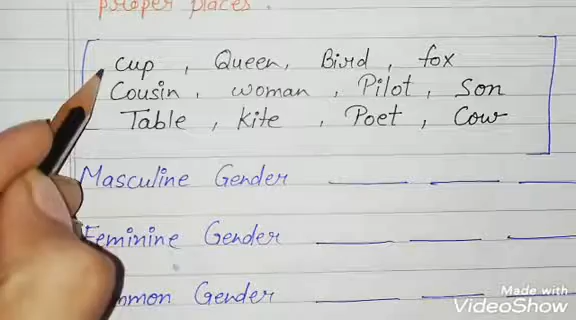 proper places.
cup , Queen, Bird , fox
Cousin , woman , Pilot , Son
Table , kite , Poet , Cow
Masculine Gender
Feminine Gender
mmon Gender
Made with
VideoShow